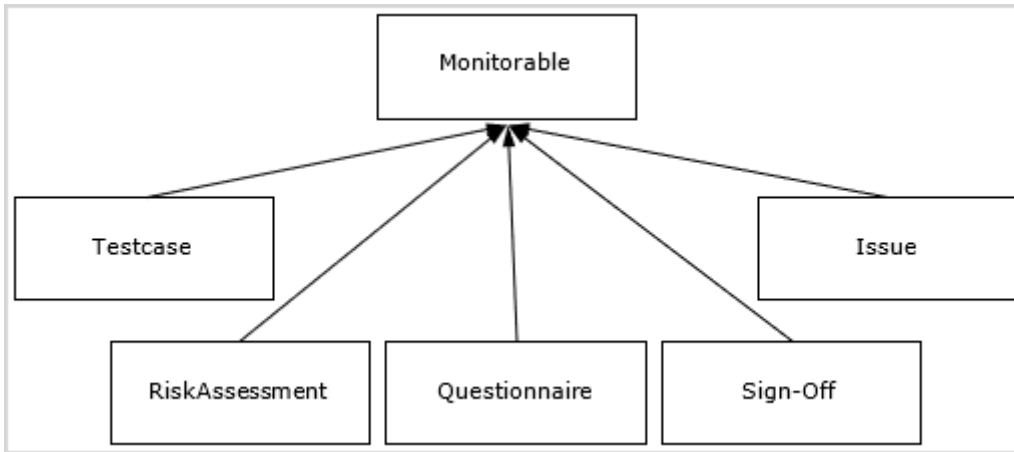 Monitorable
Testcase
Issue
RiskAssessment
Questionnaire
Sign-Off